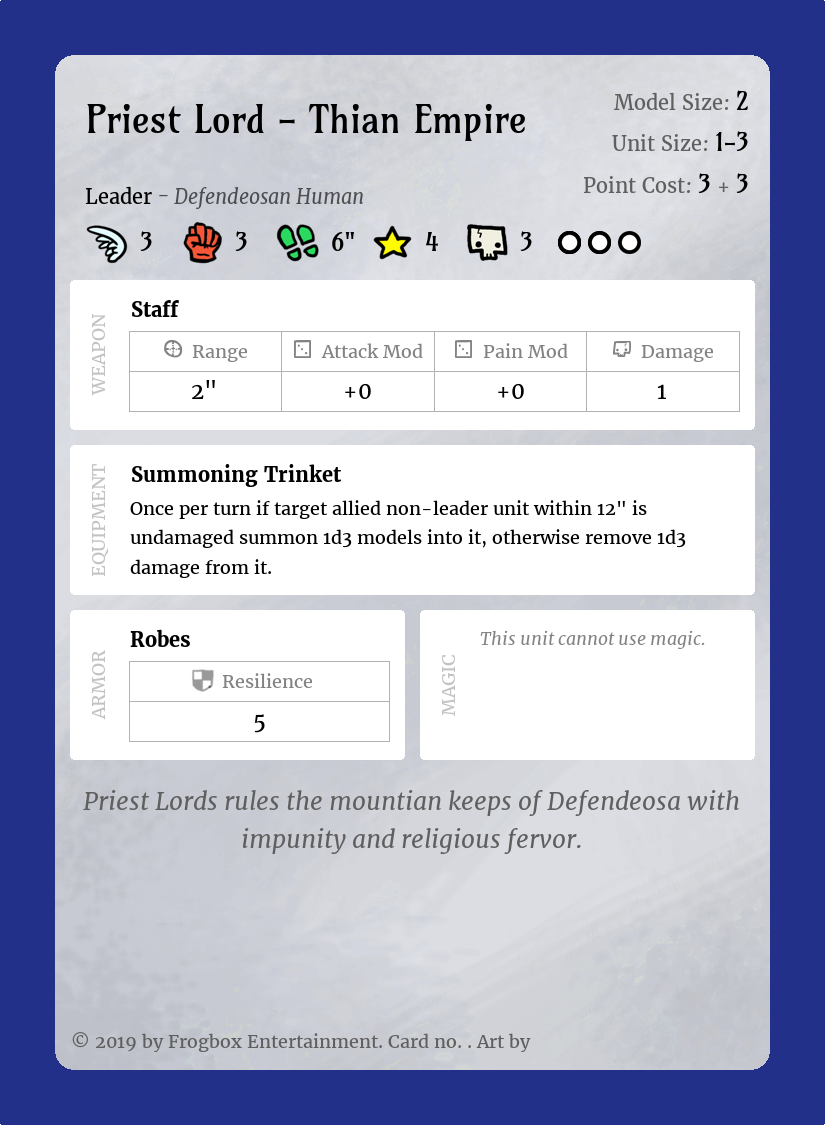 Priest Lord – Thian Empire
Model Size: 2
Unit Size: 1–3
Point Cost: 3 + 3
Leader – Defendeosan Human
3 3 6" 4 3
WEAPON
Staff
Range Attack Mod Pain Mod Damage
2" +0 +0 1
EQUIPMENT
Summoning Trinket
Once per turn if target allied non-leader unit within 12" is
undamaged summon 1d3 models into it, otherwise remove 1d3
damage from it.
ARMOR
Robes
Resilience
5
MAGIC
This unit cannot use magic.
Priest Lords rules the mountian keeps of Defendeosa with
impunity and religious fervor.
© 2019 by Frogbox Entertainment. Card no. . Art by